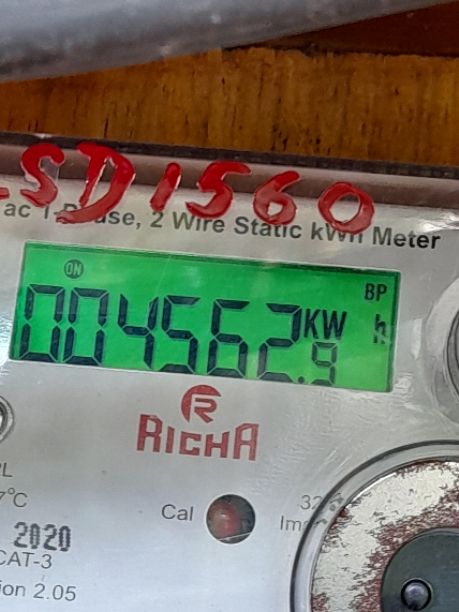 LSD1560
ac 1 Phase, 2 Wire Static kWh Meter
ON
BP
004562.9 KW h
RICHA
Cal
2020
CAT-3
2.05